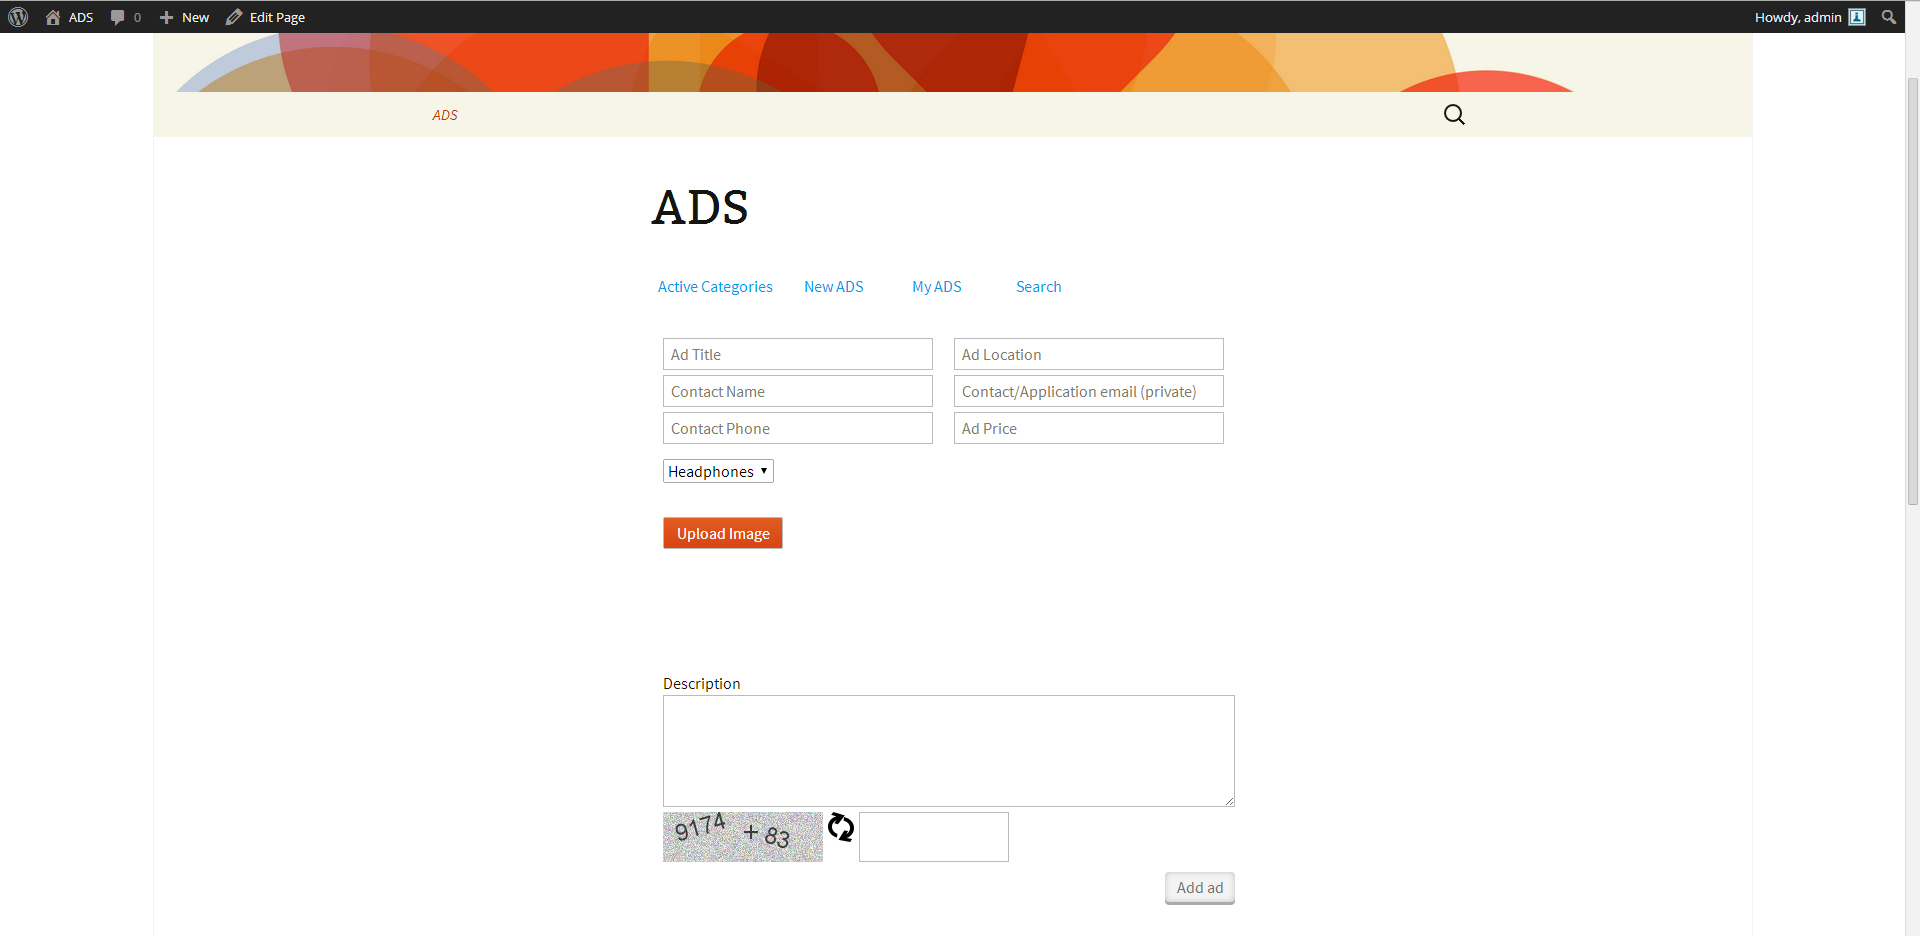 ADS 0 New Edit Page Howdy, admin
ADS
ADS
Active Categories New ADS My ADS Search
Ad Title Ad Location
Contact Name Contact/Application email (private)
Contact Phone Ad Price
Headphones
Upload Image
Description
9174 + 83
Add ad